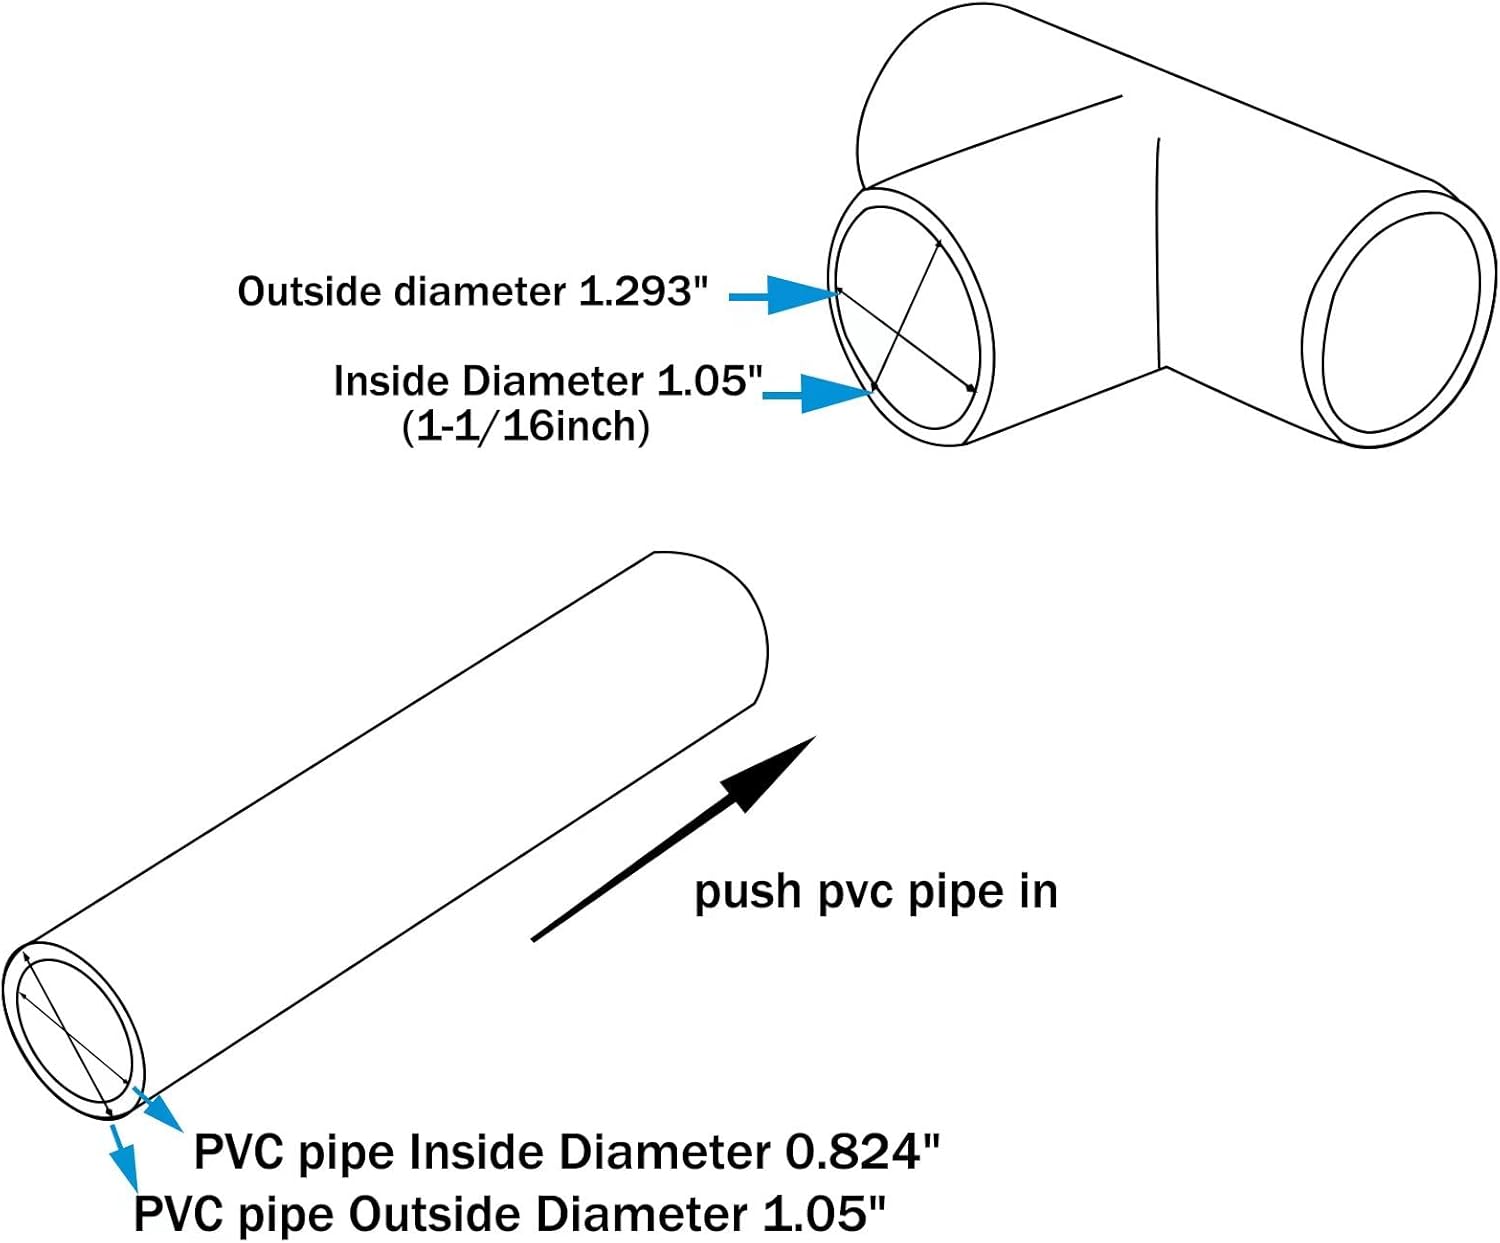 Outside diameter 1.293"
Inside Diameter 1.05"
(1-1/16inch)
push pvc pipe in
PVC pipe Inside Diameter 0.824"
PVC pipe Outside Diameter 1.05"